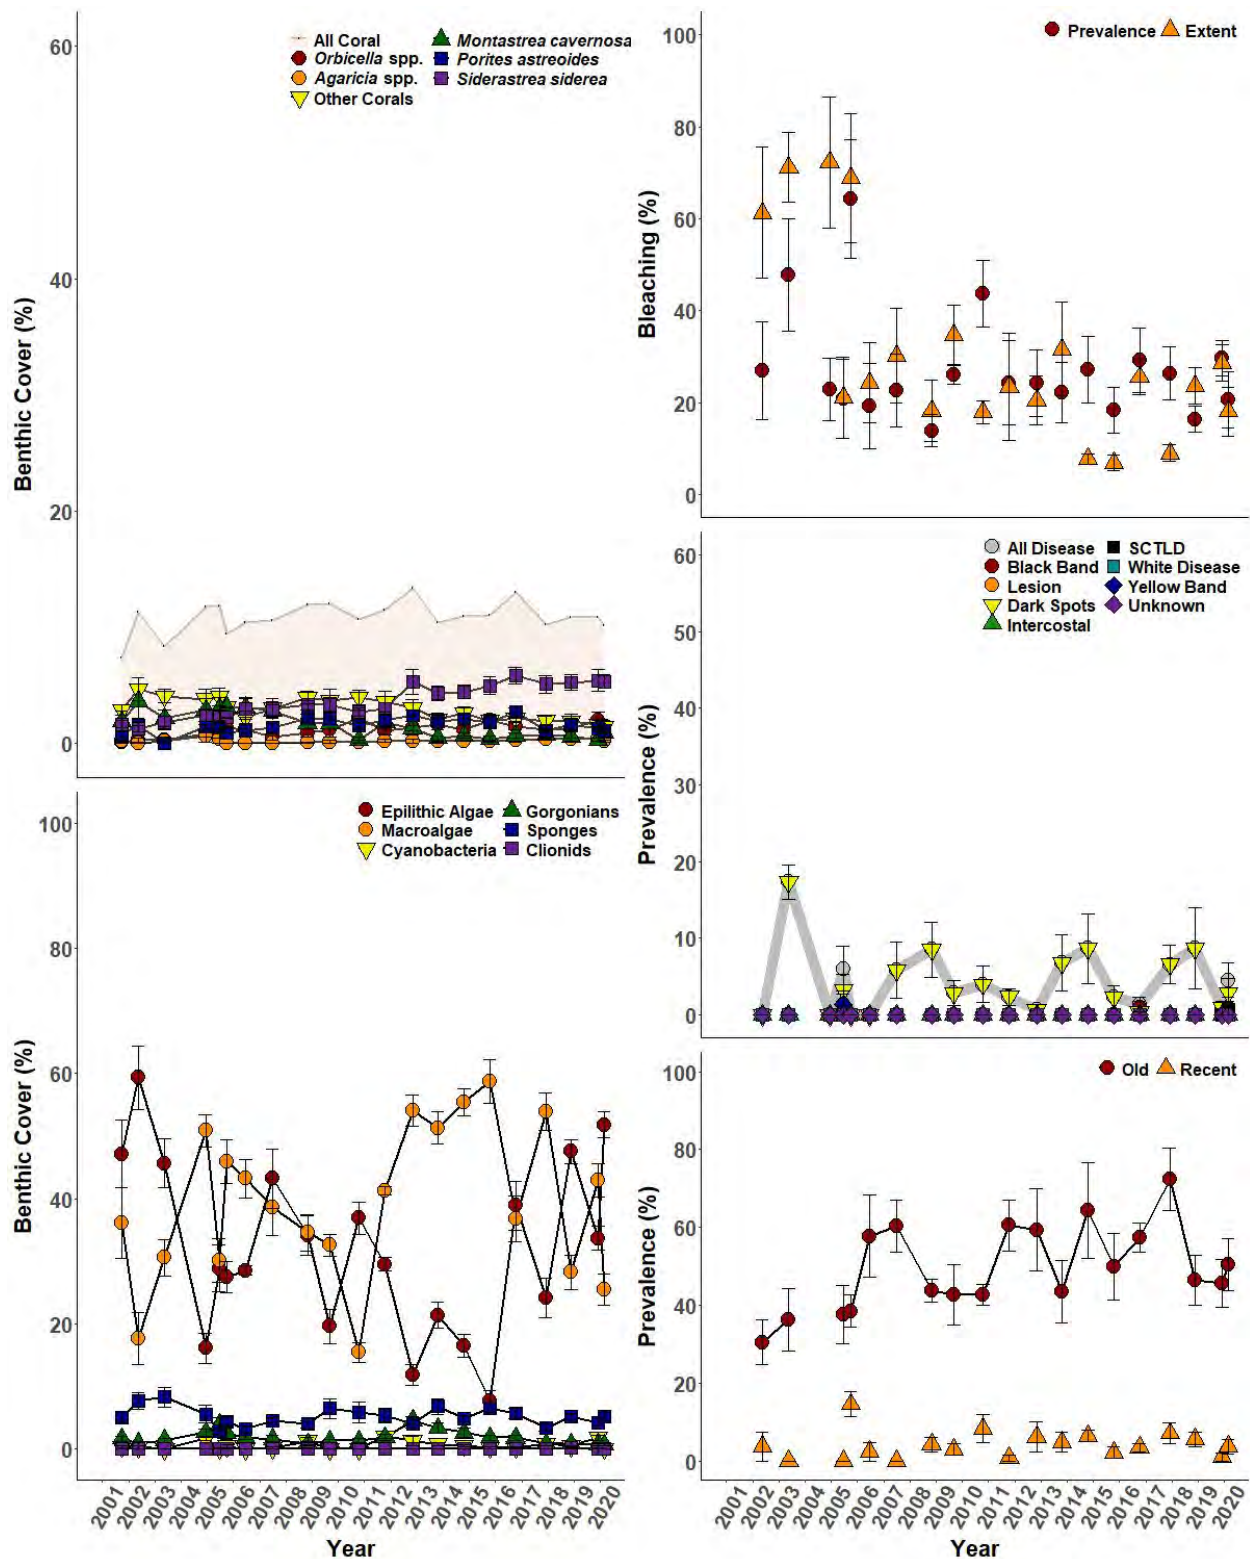 60
40
20
0
Benthic Cover (%)
All Coral
Orbicella spp.
Agaricia spp.
Other Corals
Montastrea cavernosa
Porites astreoides
Siderastrea siderea
100
80
60
40
20
0
Bleaching (%)
Prevalence
Extent
60
50
40
30
20
10
0
Prevalence (%)
All Disease
Black Band
Lesion
Dark Spots
Intercostal
SCTLD
White Disease
Yellow Band
Unknown
100
80
60
40
20
0
Benthic Cover (%)
Epilithic Algae
Macroalgae
Cyanobacteria
Gorgonians
Sponges
Clionids
2001
2002
2003
2004
2005
2006
2007
2008
2009
2010
2011
2012
2013
2014
2015
2016
2017
2018
2019
2020
Year
100
80
60
40
20
0
Prevalence (%)
Old
Recent
2001
2002
2003
2004
2005
2006
2007
2008
2009
2010
2011
2012
2013
2014
2015
2016
2017
2018
2019
2020
Year